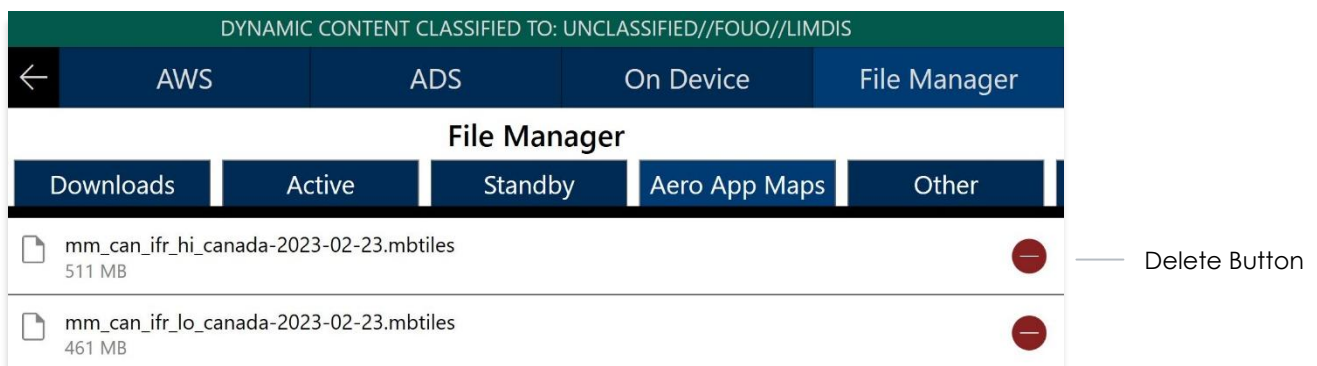 DYNAMIC CONTENT CLASSIFIED TO: UNCLASSIFIED//FOUO//LIMDIS
AWS ADS On Device File Manager
File Manager
Downloads Active Standby Aero App Maps Other
mm_can_ifr_hi_canada-2023-02-23.mbtiles
511 MB
Delete Button
mm_can_ifr_lo_canada-2023-02-23.mbtiles
461 MB